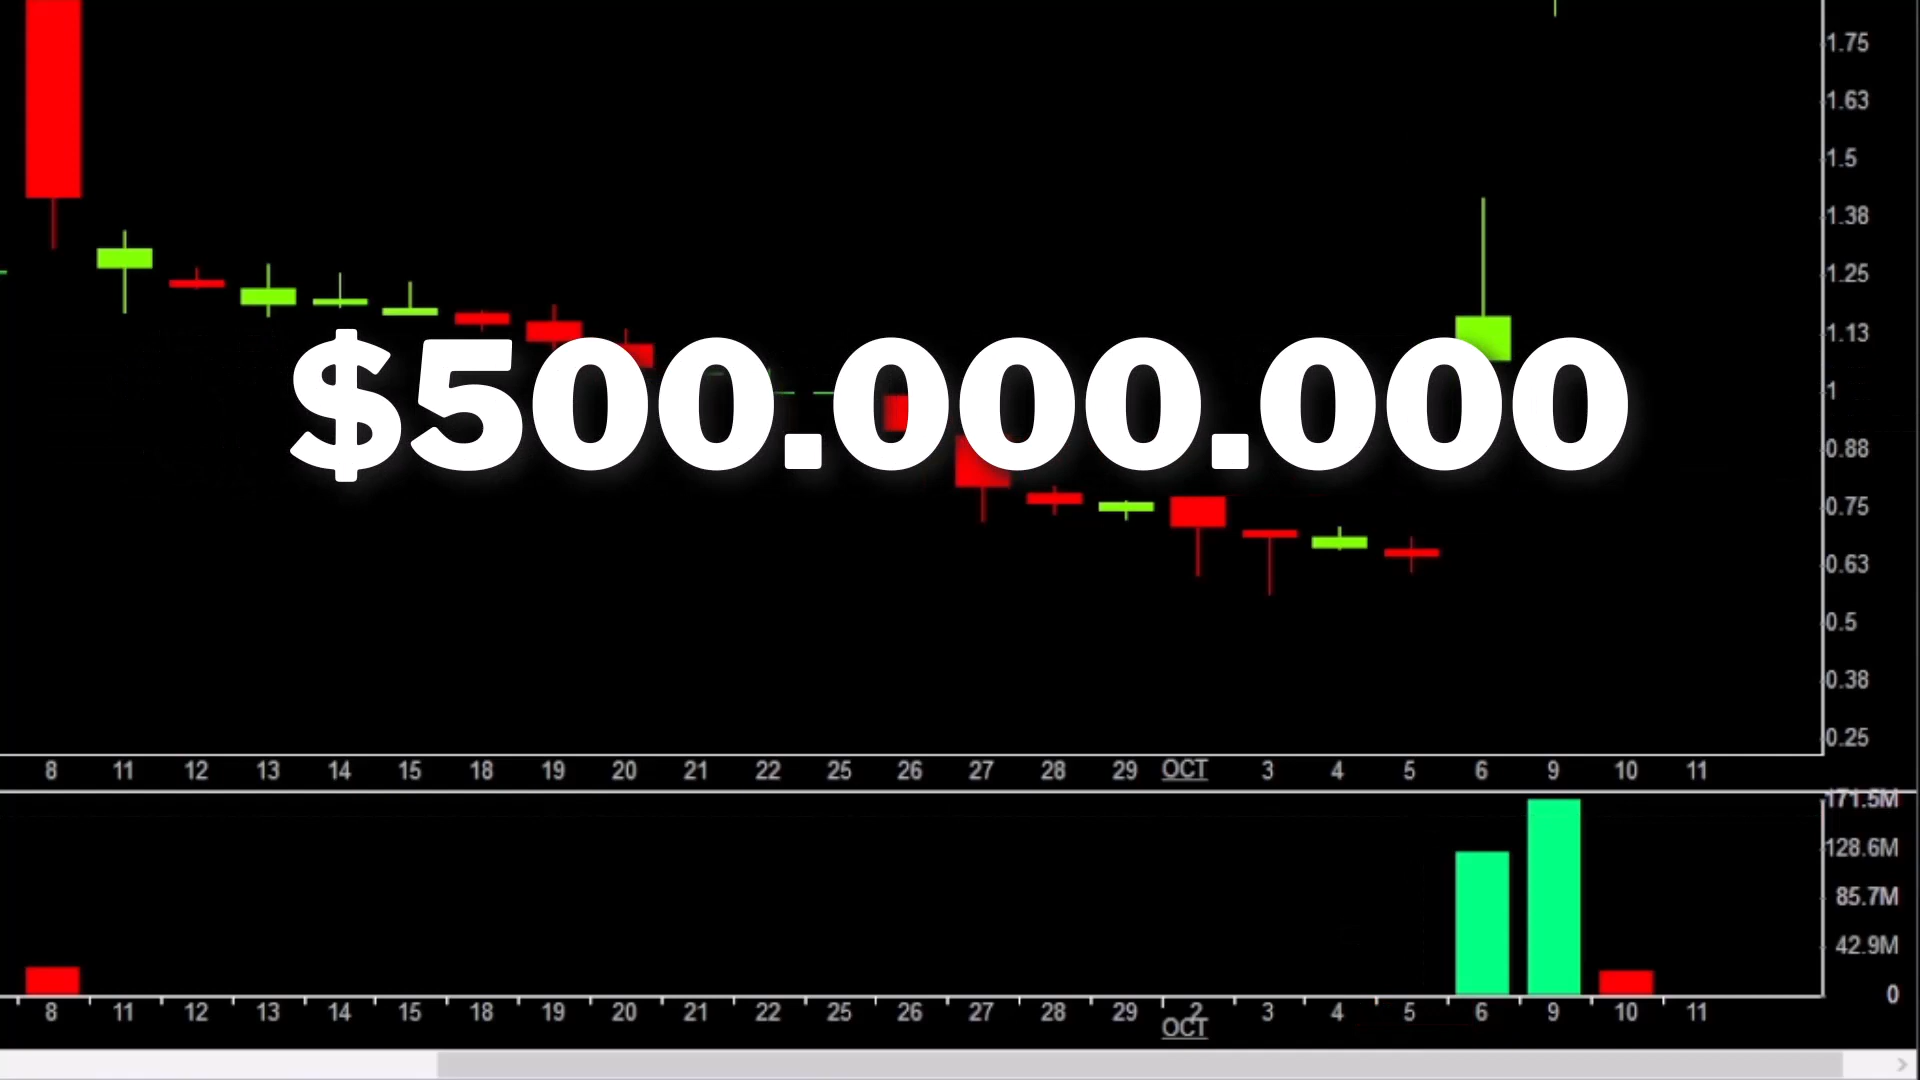 1.75
1.63
1.5
1.38
1.25
1.13
$500.000.000
1
0.88
0.75
0.63
0.5
0.38
0.25
8 11 12 13 14 15 18 19 20 21 22 25 26 27 28 29 OCT 3 4 5 6 9 10 11
171.5M
128.6M
85.7M
42.9M
0
8 11 12 13 14 15 18 19 20 21 22 25 26 27 28 29 2 3 4 5 6 9 10 11
OCT